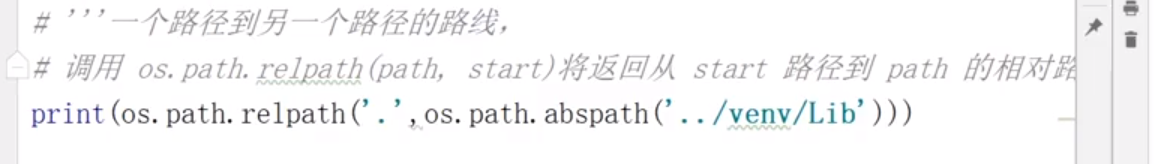 # '''一个路径到另一个路径的路线,
# 调用 os.path.relpath(path, start)将返回从 start 路径到 path 的相对路
print(os.path.relpath('.',os.path.abspath('../venv/Lib')))